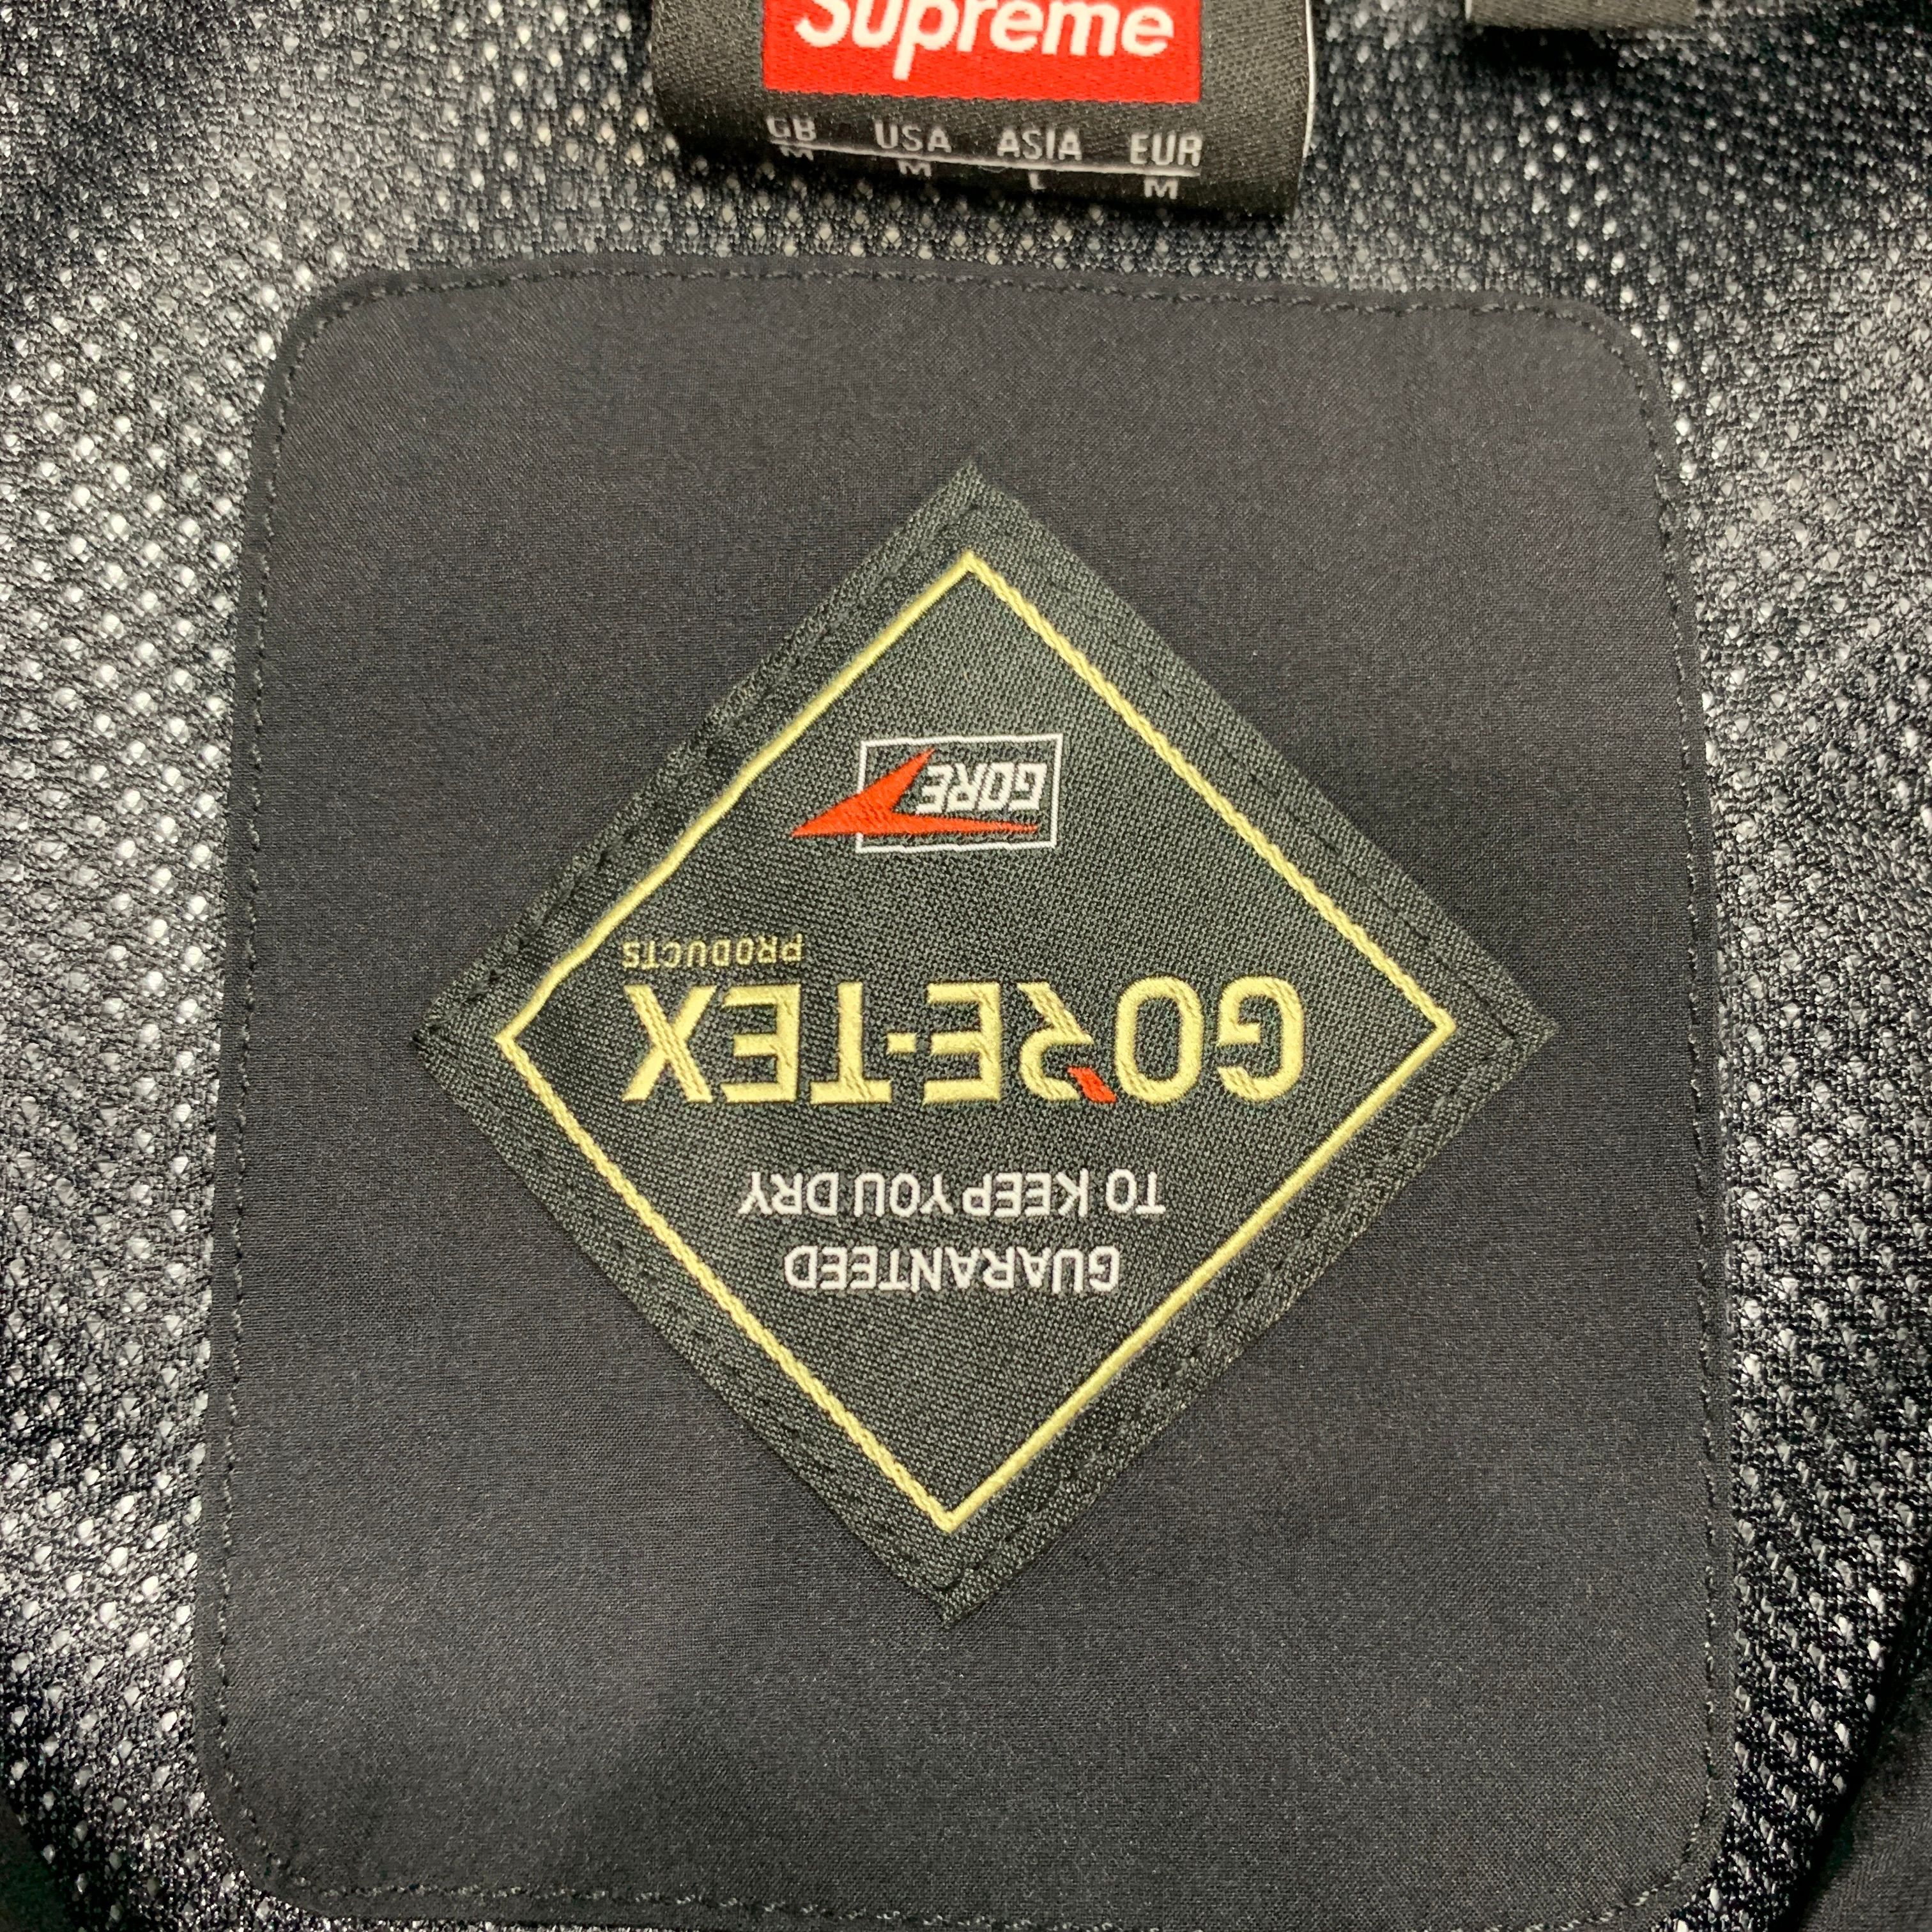 Supreme
GB USA ASIA EUR
M M L M
GUARANTEED
TO KEEP YOU DRY
GORE-TEX
PRODUCTS
GORE